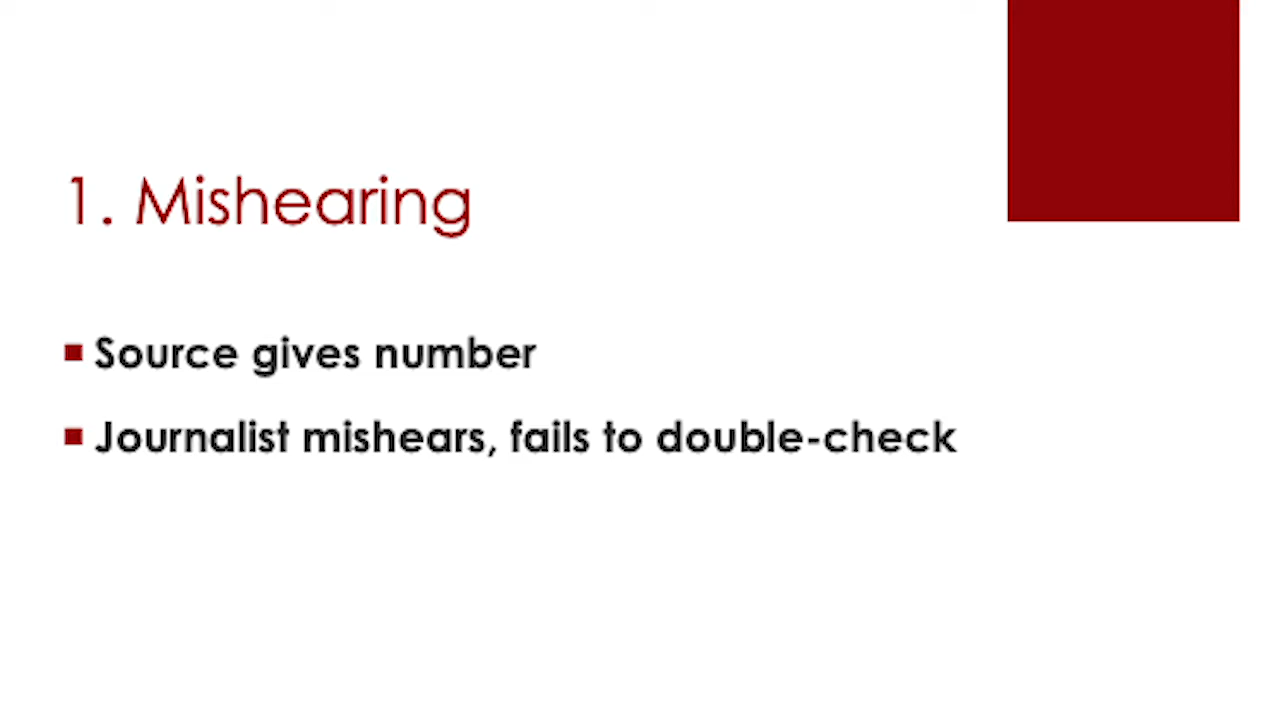 1. Mishearing
Source gives number
Journalist mishears, fails to double-check